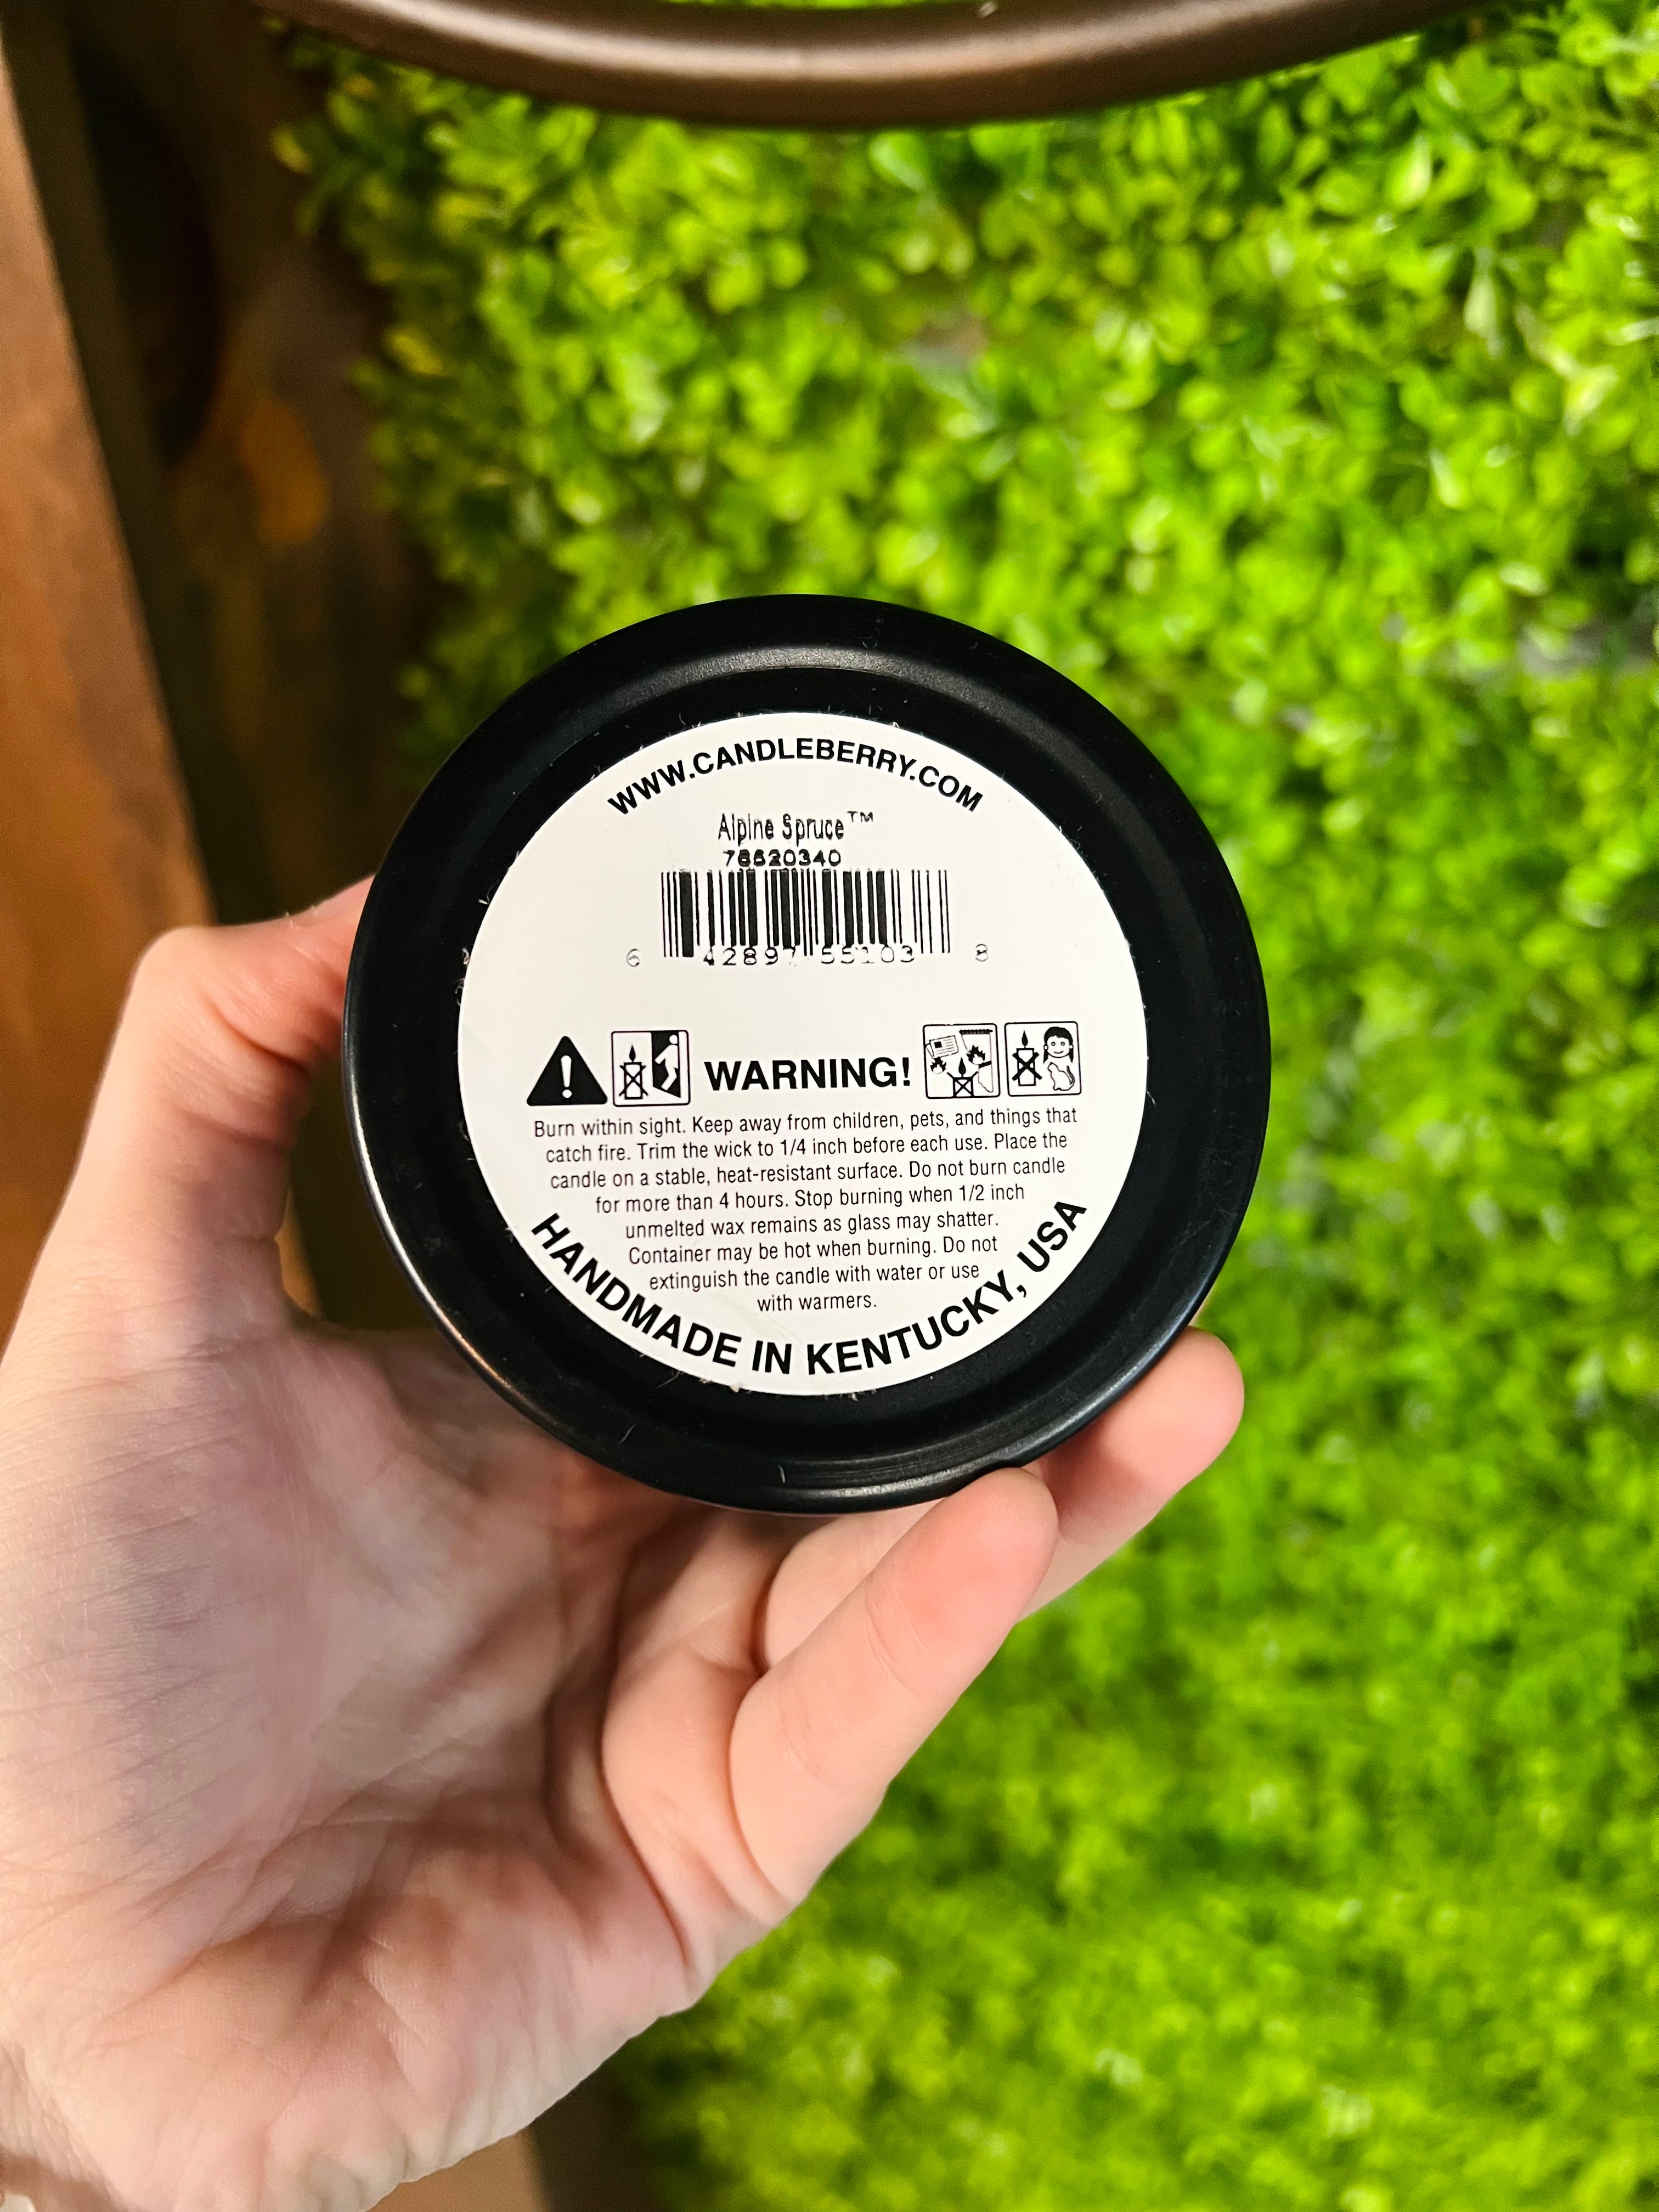 WWW.CANDLEBERRY.COM
Alpine Spruce™
78620340
6 42897 55103 8
WARNING!
Burn within sight. Keep away from children, pets, and things that
catch fire. Trim the wick to 1/4 inch before each use. Place the
candle on a stable, heat-resistant surface. Do not burn candle
for more than 4 hours. Stop burning when 1/2 inch
unmelted wax remains as glass may shatter.
Container may be hot when burning. Do not
extinguish the candle with water or use
with warmers.
HANDMADE IN KENTUCKY, USA